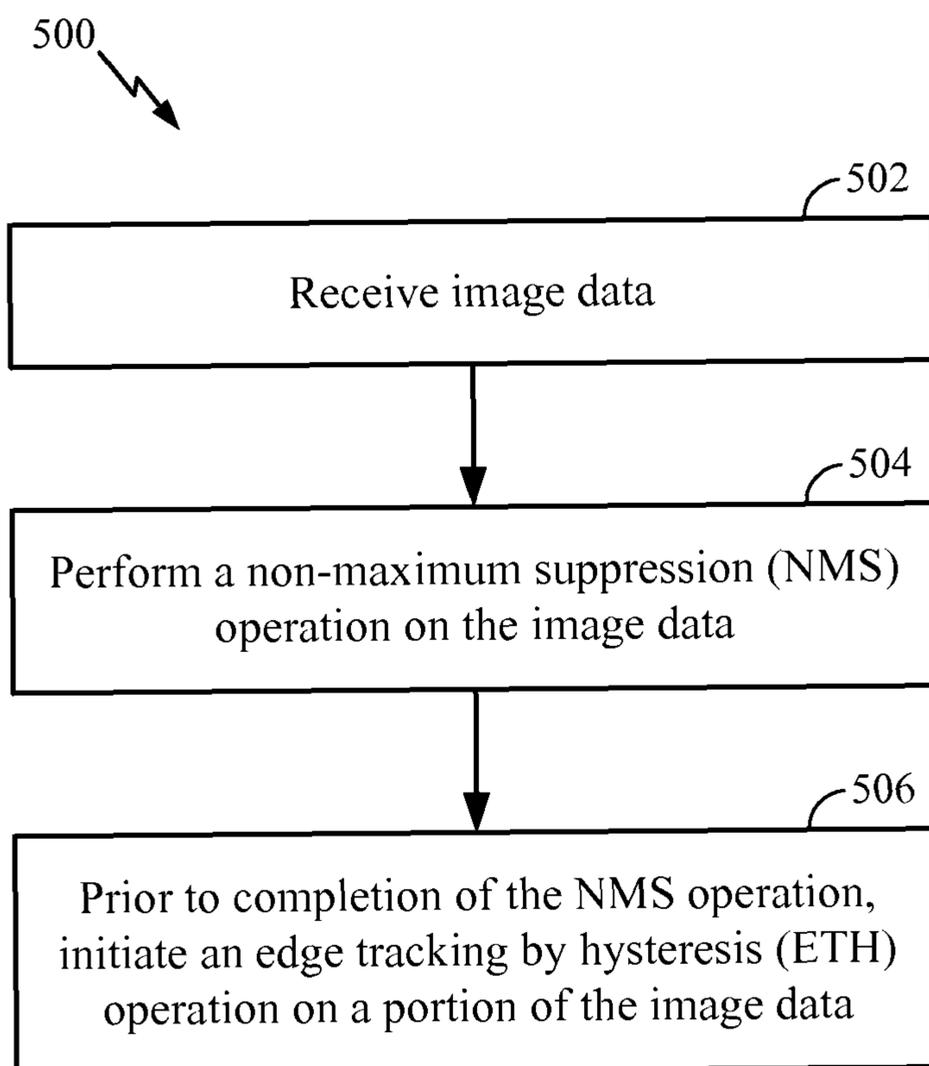 500
502
Receive image data
504
Perform a non-maximum suppression (NMS)
operation on the image data
506
Prior to completion of the NMS operation,
initiate an edge tracking by hysteresis (ETH)
operation on a portion of the image data